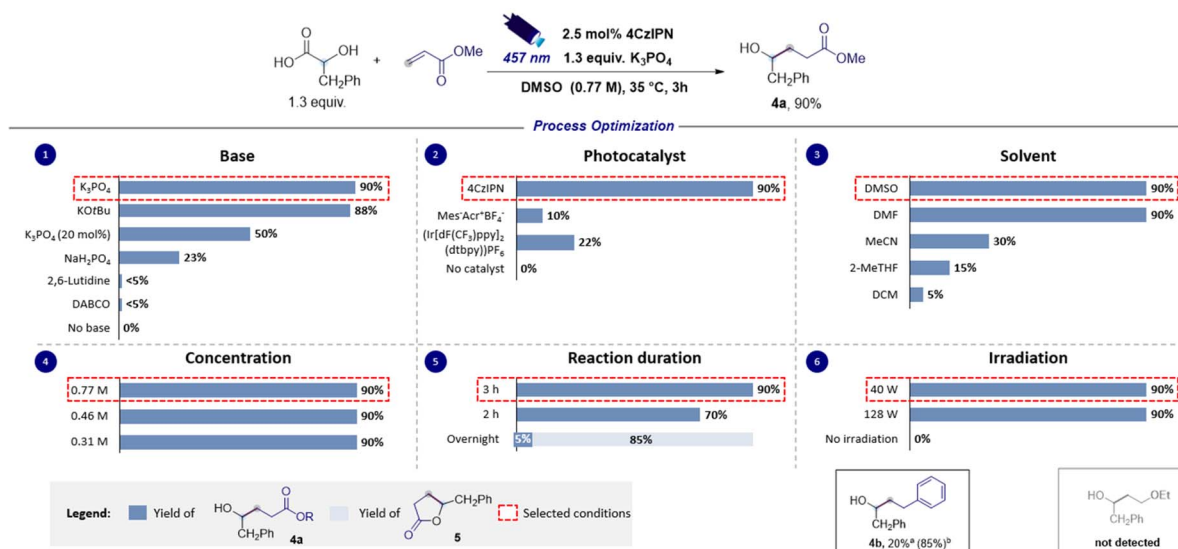 HO
O
OH
CH₂Ph
1.3 equiv.
+
O
Me
O
457 nm
2.5 mol% 4CzIPN
1.3 equiv. K₃PO₄
DMSO (0.77 M), 35 °C, 3h
HO
O
O
Me
CH₂Ph
4a, 90%
Process Optimization
1 Base
K₃PO₄ 90%
KOtBu 88%
K₃PO₄ (20 mol%) 50%
NaH₂PO₄ 23%
2,6-Lutidine <5%
DABCO <5%
No base 0%
2 Photocatalyst
4CzIPN 90%
Mes-Acr⁺BF₄⁻ 10%
(Ir[dF(CF₃)ppy]₂
(dtbpy))PF₆ 22%
No catalyst 0%
3 Solvent
DMSO 90%
DMF 90%
MeCN 30%
2-MeTHF 15%
DCM 5%
4 Concentration
0.77 M 90%
0.46 M 90%
0.31 M 90%
5 Reaction duration
3 h 90%
2 h 70%
Overnight 5% 85%
6 Irradiation
40 W 90%
128 W 90%
No irradiation 0%
Legend:
Yield of
HO
O
OR
CH₂Ph
4a
Yield of
CH₂Ph
O
O
5
Selected conditions
HO
CH₂Ph
4b, 20%ᵃ (85%)ᵇ
HO
OEt
CH₂Ph
not detected